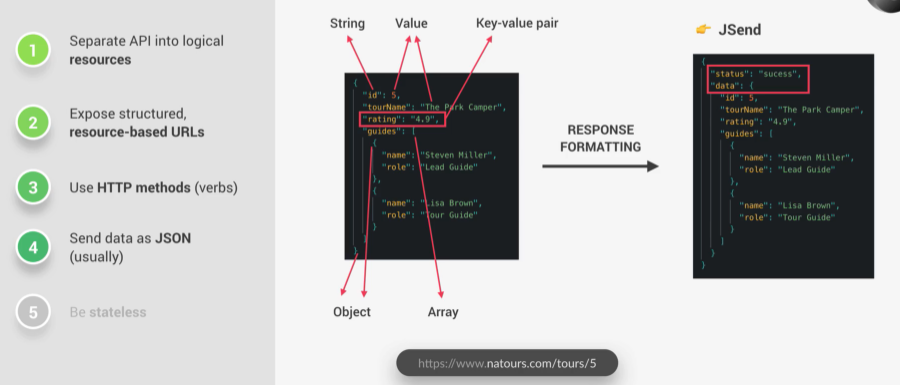 1
Separate API into logical
resources
2
Expose structured,
resource-based URLs
3
Use HTTP methods (verbs)
4
Send data as JSON
(usually)
5
Be stateless
String
Value
Key-value pair
{
"id": 5,
"tourName": "The Park Camper",
"rating": "4.9",
"guides": [
{
"name": "Steven Miller",
"role": "Lead Guide"
},
{
"name": "Lisa Brown",
"role": "Tour Guide"
}
]
}
Object
Array
RESPONSE
FORMATTING
👉 JSend
{
"status": "sucess",
"data": {
"id": 5,
"tourName": "The Park Camper",
"rating": "4.9",
"guides": [
{
"name": "Steven Miller",
"role": "Lead Guide"
},
{
"name": "Lisa Brown",
"role": "Tour Guide"
}
]
}
}
https://www.natours.com/tours/5